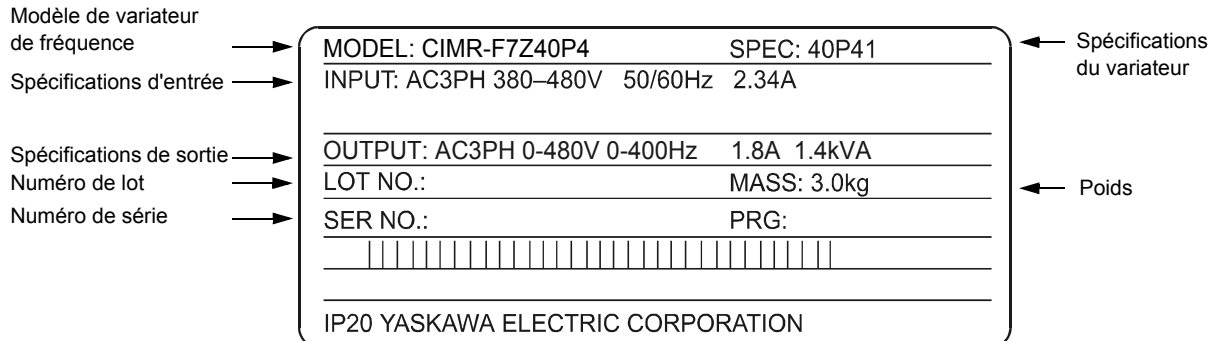 Modèle de variateur
de fréquence
MODEL: CIMR-F7Z40P4 SPEC: 40P41
Spécifications
du variateur
Spécifications d'entrée
INPUT: AC3PH 380–480V 50/60Hz 2.34A
Spécifications de sortie
OUTPUT: AC3PH 0-480V 0-400Hz 1.8A 1.4kVA
Numéro de lot
LOT NO.: MASS: 3.0kg
Poids
Numéro de série
SER NO.: PRG:
IP20 YASKAWA ELECTRIC CORPORATION